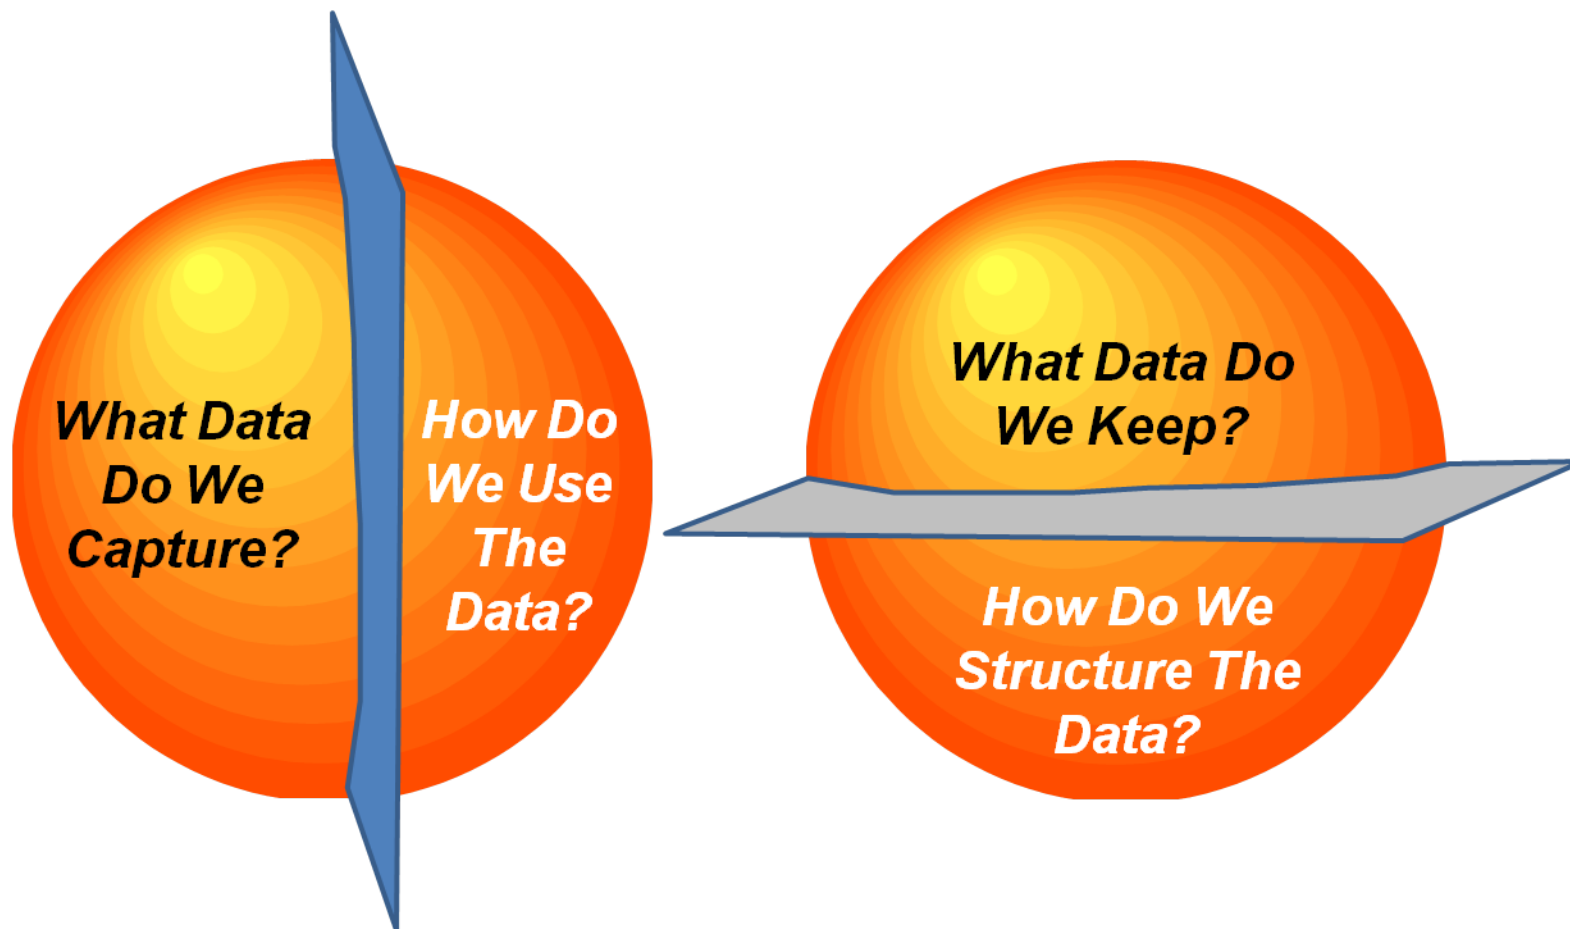 What Data
Do We
Capture?
How Do
We Use
The
Data?
What Data Do
We Keep?
How Do We
Structure The
Data?